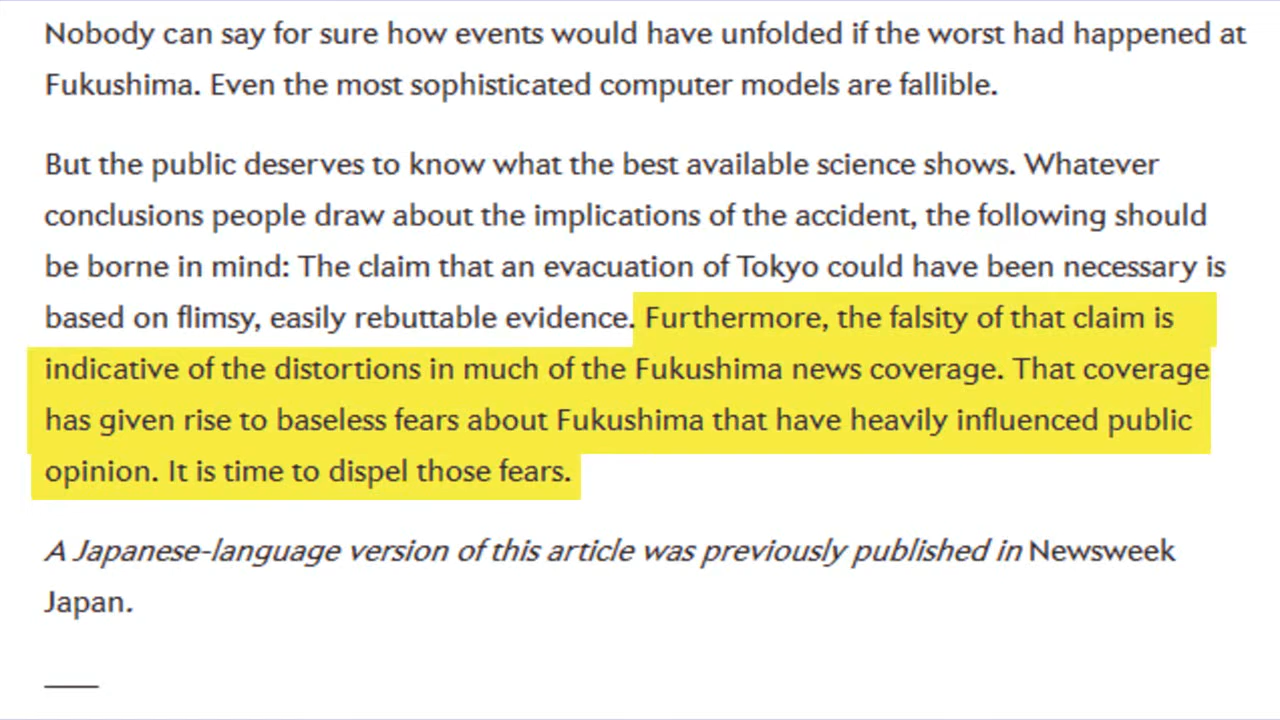 Nobody can say for sure how events would have unfolded if the worst had happened at
Fukushima. Even the most sophisticated computer models are fallible.
But the public deserves to know what the best available science shows. Whatever
conclusions people draw about the implications of the accident, the following should
be borne in mind: The claim that an evacuation of Tokyo could have been necessary is
based on flimsy, easily rebuttable evidence. Furthermore, the falsity of that claim is
indicative of the distortions in much of the Fukushima news coverage. That coverage
has given rise to baseless fears about Fukushima that have heavily influenced public
opinion. It is time to dispel those fears.
A Japanese-language version of this article was previously published in Newsweek
Japan.